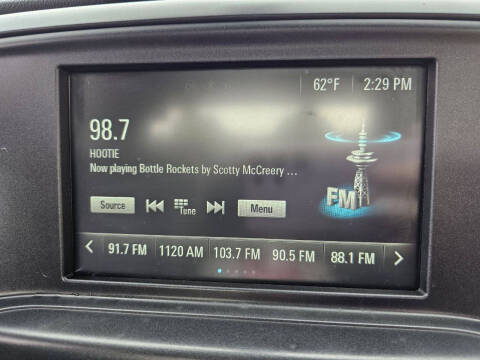 62°F 2:29 PM
98.7
HOOTIE
Now playing Bottle Rockets by Scotty McCreery ...
Source Tune Menu
FM
91.7 FM 1120 AM 103.7 FM 90.5 FM 88.1 FM